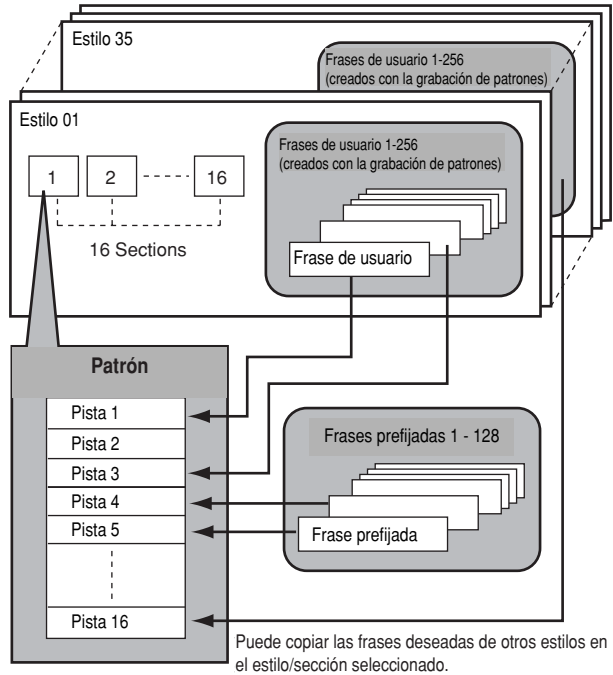 Estilo 35
Frases de usuario 1-256
(creados con la grabación de patrones)
Estilo 01
Frases de usuario 1-256
(creados con la grabación de patrones)
1
2
16
16 Sections
Frase de usuario
Patrón
Pista 1
Pista 2
Pista 3
Pista 4
Pista 5
Pista 16
Frases prefijadas 1 - 128
Frase prefijada
Puede copiar las frases deseadas de otros estilos en
el estilo/sección seleccionado.